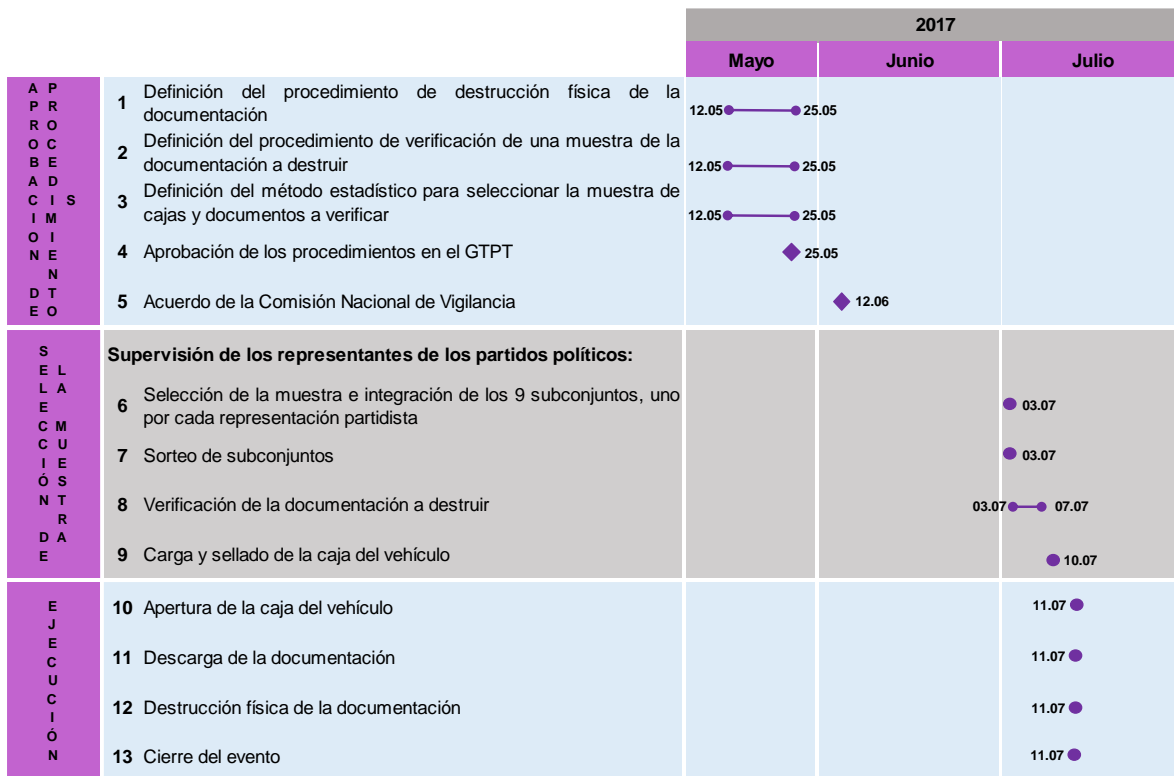 2017
Mayo Junio Julio
APROBACION DE PROCEDIMIENTOS
1 Definición del procedimiento de destrucción física de la
documentación
12.05 25.05
2 Definición del procedimiento de verificación de una muestra de la
documentación a destruir
12.05 25.05
3 Definición del método estadístico para seleccionar la muestra de
cajas y documentos a verificar
12.05 25.05
4 Aprobación de los procedimientos en el GTPT
25.05
5 Acuerdo de la Comisión Nacional de Vigilancia
12.06
SELECCIÓN DE LA MUESTRA
Supervisión de los representantes de los partidos políticos:
6 Selección de la muestra e integración de los 9 subconjuntos, uno
por cada representación partidista
03.07
7 Sorteo de subconjuntos
03.07
8 Verificación de la documentación a destruir
03.07 07.07
9 Carga y sellado de la caja del vehículo
10.07
EJECUCIÓN
10 Apertura de la caja del vehículo
11.07
11 Descarga de la documentación
11.07
12 Destrucción física de la documentación
11.07
13 Cierre del evento
11.07